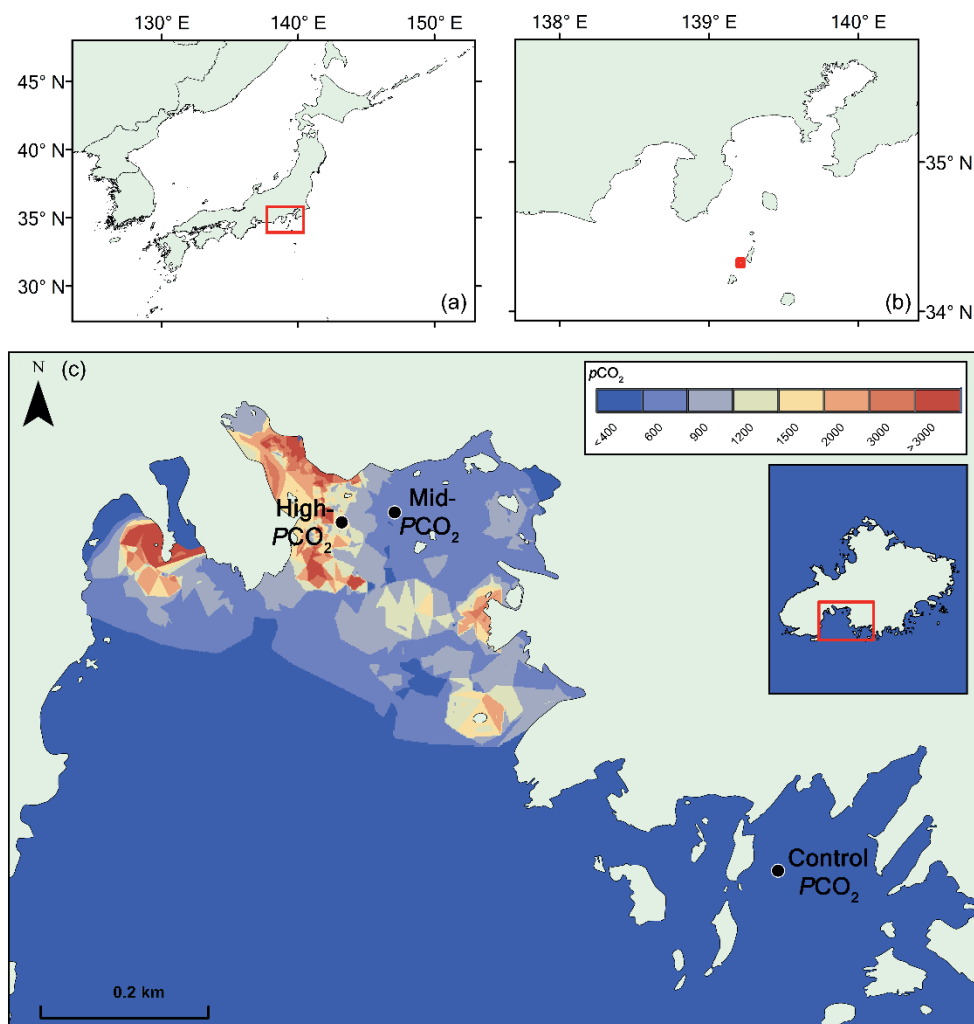 130° E 140° E 150° E
45° N
40° N
35° N
30° N
(a)
138° E 139° E 140° E
35° N
34° N
(b)
N
(c)
pCO₂
<400 600 900 1200 1500 2000 3000 >3000
High-
PCO₂
Mid-
PCO₂
Control
PCO₂
0.2 km